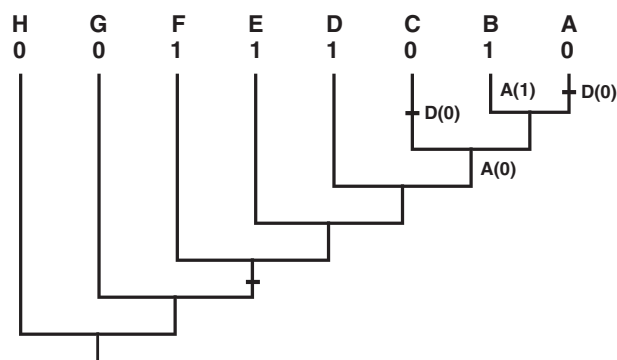 H G F E D C B A
0 0 1 1 1 0 1 0
A(1) D(0)
D(0)
A(0)